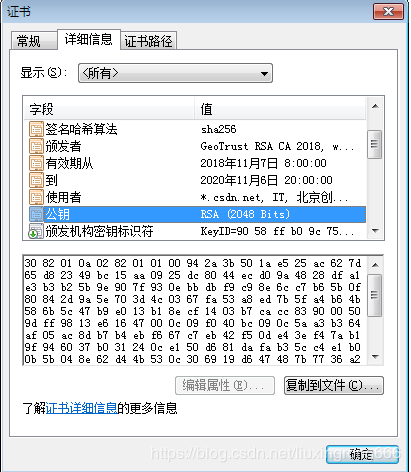 证书
常规 详细信息 证书路径
显示(S): <所有>
字段 值
签名哈希算法 sha256
颁发者 GeoTrust RSA CA 2018, w...
有效期从 2018年11月7日 8:00:00
到 2020年11月6日 20:00:00
使用者 *.csdn.net, IT, 北京创...
公钥 RSA (2048 Bits)
颁发机构密钥标识符 KeyID=90 58 ff b0 9c 75...
30 82 01 0a 02 82 01 01 00 94 2a 3b 50 1a e5 25 ac 62 7d
65 d8 23 49 bc 15 aa 09 25 dc 80 44 ec d0 9a 48 28 df a1
e3 b3 b2 5b 9e 90 7f 93 0e bb db f9 c9 8e 6c c7 b6 5b 0f
80 84 2d 9a 5e 70 3d 4c 03 67 fa 53 a8 ed 7b 5f a4 b6 4b
58 6b 5c 47 b9 e0 13 b1 8e cf 14 03 b7 ca cc 83 90 00 50
9d ff 98 13 e6 16 47 00 0c 09 f0 40 bc 09 0c 5a a3 b3 64
af 05 ac 8d b7 b4 eb f6 67 c7 eb 42 f5 0d e4 3e f4 7a b1
9f 94 60 37 b0 31 24 0c e1 50 d6 81 da fa b3 5c c4 e1 b0
0b 5b 04 8e 62 d4 4b 53 0c 30 69 19 d6 47 48 7b 77 36 a2
编辑属性(E)... 复制到文件(C)...
了解证书详细信息的更多信息
确定